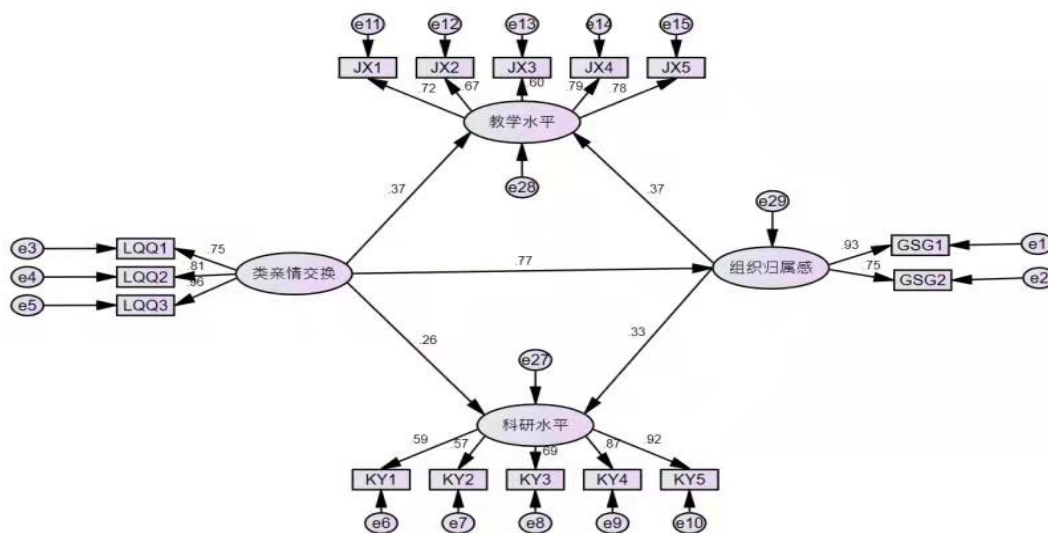 e11 e12 e13 e14 e15
JX1 JX2 JX3 JX4 JX5
.72 .67 .60 .79 .78
教学水平
e28
.37 .37
e29
e3 LQQ1 .75
.93 GSG1 e1
e4 LQQ2 .81 类亲情交换 .77 组织归属感
.75 GSG2 e2
e5 LQQ3
.26 .33
e27
科研水平
.59 .57 .69 .87 .92
KY1 KY2 KY3 KY4 KY5
e6 e7 e8 e9 e10